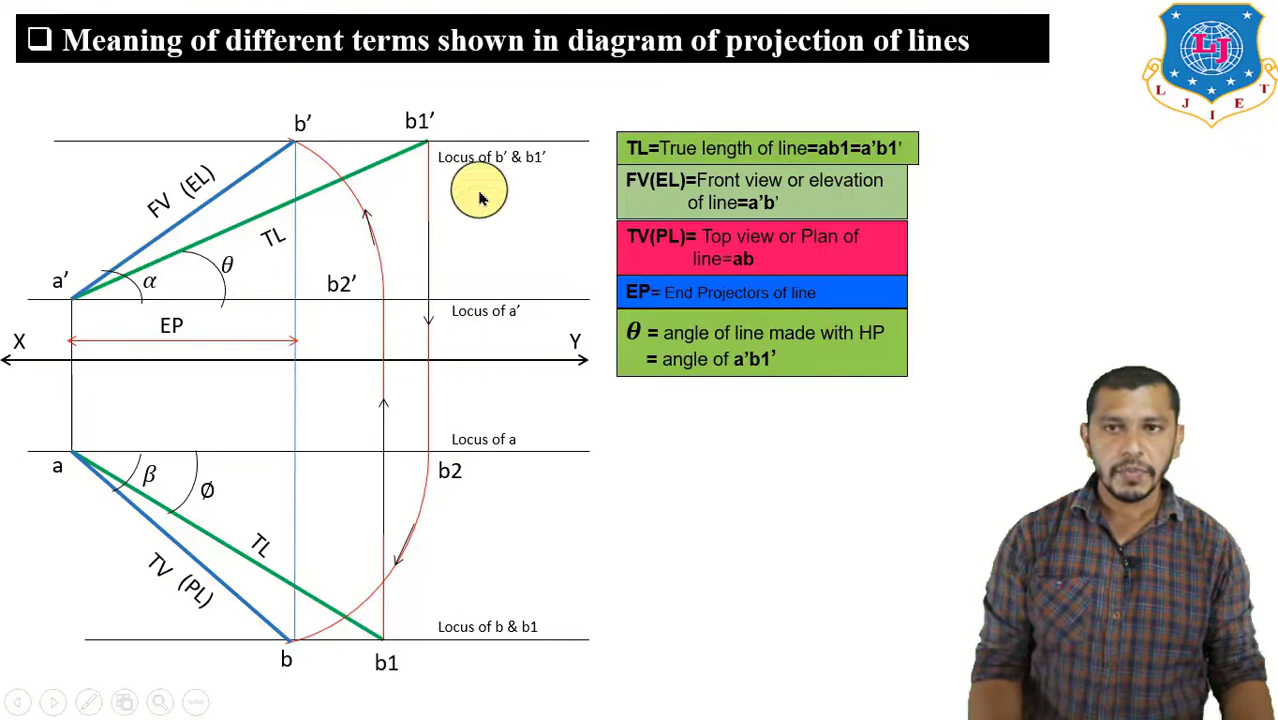 ❑ Meaning of different terms shown in diagram of projection of lines
LJ
L J I E T
b’
b1’
Locus of b’ & b1’
FV (EL)
TL
a’
α
θ
b2’
Locus of a’
EP
X
Y
Locus of a
a
β
Ø
b2
TL
TV (PL)
Locus of b & b1
b
b1
TL=True length of line=ab1=a’b1’
FV(EL)=Front view or elevation
of line=a’b’
TV(PL)= Top view or Plan of
line=ab
EP= End Projectors of line
θ = angle of line made with HP
= angle of a’b1’